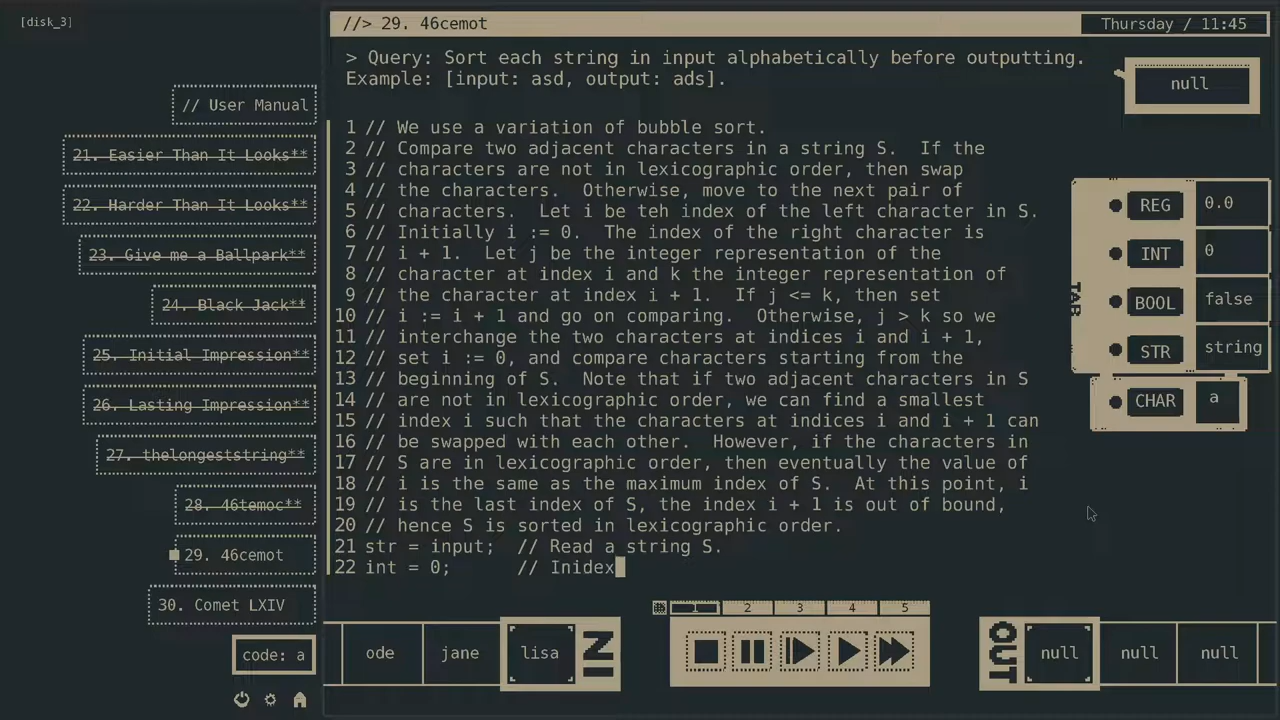 [disk_3]
// User Manual
21. Easier Than It Looks**
22. Harder Than It Looks**
23. Give me a Ballpark**
24. Black Jack**
25. Initial Impression**
26. Lasting Impression**
27. thelongeststring**
28. 46temoc**
29. 46cemot
30. Comet LXIV
code: a
//> 29. 46cemot
Thursday / 11:45
> Query: Sort each string in input alphabetically before outputting.
Example: [input: asd, output: ads].
null
1 // We use a variation of bubble sort.
2 // Compare two adjacent characters in a string S.  If the
3 // characters are not in lexicographic order, then swap
4 // the characters.  Otherwise, move to the next pair of
5 // characters.  Let i be teh index of the left character in S.
6 // Initially i := 0.  The index of the right character is
7 // i + 1.  Let j be the integer representation of the
8 // character at index i and k the integer representation of
9 // the character at index i + 1.  If j <= k, then set
10 // i := i + 1 and go on comparing.  Otherwise, j > k so we
11 // interchange the two characters at indices i and i + 1,
12 // set i := 0, and compare characters starting from the
13 // beginning of S.  Note that if two adjacent characters in S
14 // are not in lexicographic order, we can find a smallest
15 // index i such that the characters at indices i and i + 1 can
16 // be swapped with each other.  However, if the characters in
17 // S are in lexicographic order, then eventually the value of
18 // i is the same as the maximum index of S.  At this point, i
19 // is the last index of S, the index i + 1 is out of bound,
20 // hence S is sorted in lexicographic order.
21 str = input;  // Read a string S.
22 int = 0;      // Inidex
TAB
REG 0.0
INT 0
BOOL false
STR string
CHAR a
1 2 3 4 5
ode jane lisa IN
OUT null null null